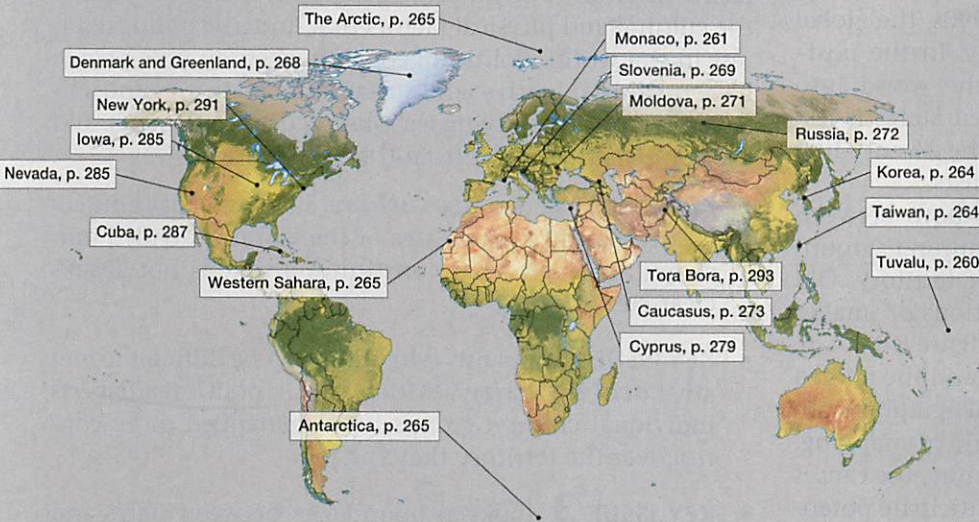 The Arctic, p. 265
Monaco, p. 261
Denmark and Greenland, p. 268
Slovenia, p. 269
New York, p. 291
Moldova, p. 271
Iowa, p. 285
Russia, p. 272
Nevada, p. 285
Korea, p. 264
Taiwan, p. 264
Cuba, p. 287
Tuvalu, p. 260
Western Sahara, p. 265
Tora Bora, p. 293
Caucasus, p. 273
Cyprus, p. 279
Antarctica, p. 265